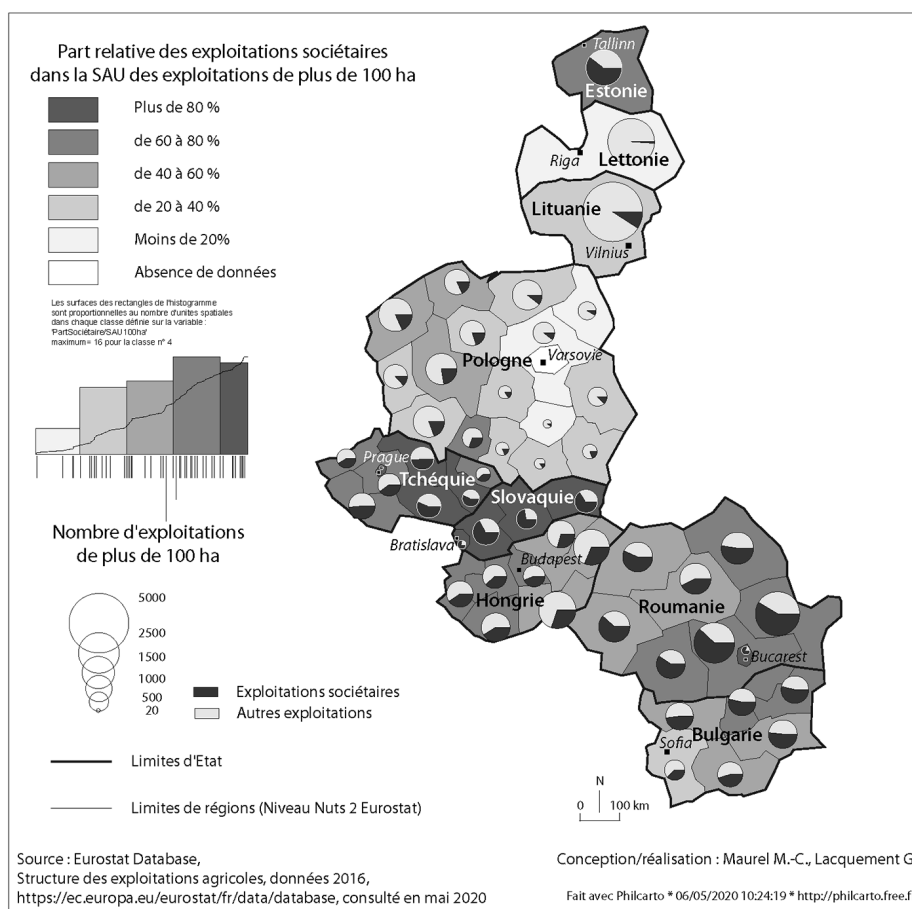 Part relative des exploitations sociétaires
dans la SAU des exploitations de plus de 100 ha
Plus de 80 %
de 60 à 80 %
de 40 à 60 %
de 20 à 40 %
Moins de 20%
Absence de données
Les surfaces des rectangles de l'histogramme
sont proportionnelles au nombre d'unites spatiales
dans chaque classe définie sur la variable :
'PartSociétaire/SAU100ha'
maximum= 16 pour la classe n° 4
Nombre d'exploitations
de plus de 100 ha
5000
2500
1500
1000
500
20
Exploitations sociétaires
Autres exploitations
Limites d'Etat
Limites de régions (Niveau Nuts 2 Eurostat)
Tallinn
Estonie
Riga
Lettonie
Lituanie
Vilnius
Pologne
Varsovie
Prague
Tchéquie
Slovaquie
Bratislava
Budapest
Hongrie
Roumanie
Bucarest
Sofia
Bulgarie
N
0 100 km
Source : Eurostat Database,
Structure des exploitations agricoles, données 2016,
https://ec.europa.eu/eurostat/fr/data/database, consulté en mai 2020
Conception/réalisation : Maurel M.-C., Lacquement G
Fait avec Philcarto * 06/05/2020 10:24:19 * http://philcarto.free.f